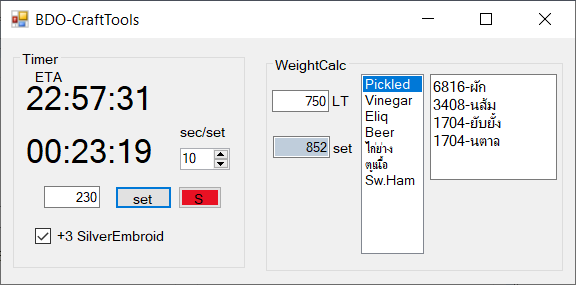 BDO-CraftTools
Timer
ETA
22:57:31
00:23:19
sec/set
10
230
set
S
+3 SilverEmbroid
WeightCalc
750 LT
852 set
Pickled
Vinegar
Eliq
Beer
ไก่ย่าง
ตุ๋นเนื้อ
Sw.Ham
6816-ผัก
3408-นส้ม
1704-ยับยั้ง
1704-นตาล